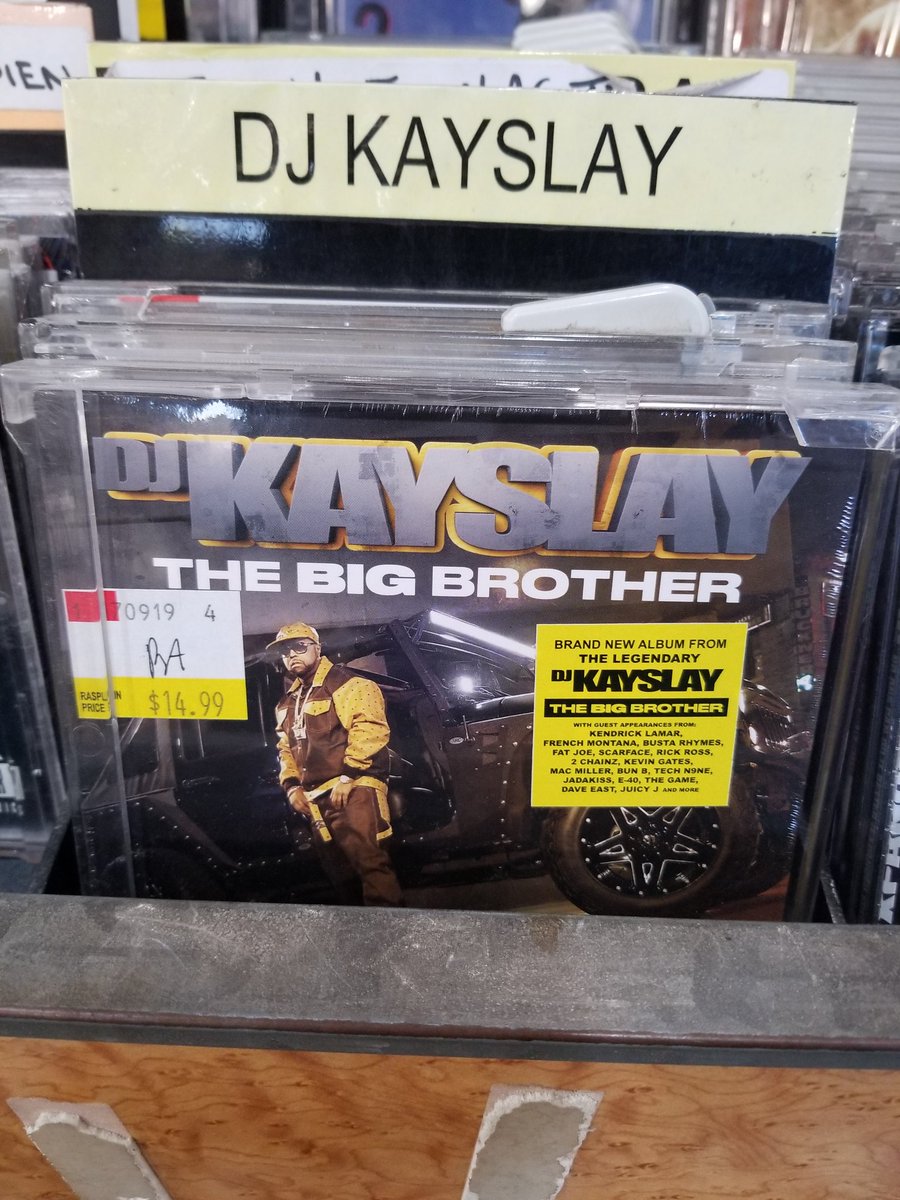 DJ KAYSLAY
DJ KAYSLAY
THE BIG BROTHER
70919 4
RA
PRICE $14.99
BRAND NEW ALBUM FROM
THE LEGENDARY
DJ KAYSLAY
THE BIG BROTHER
WITH GUEST APPEARANCES FROM:
KENDRICK LAMAR,
FRENCH MONTANA, BUSTA RHYMES,
FAT JOE, SCARFACE, RICK ROSS,
2 CHAINZ, KEVIN GATES,
MAC MILLER, BUN B, TECH N9NE,
JADAKISS, E-40, THE GAME,
DAVE EAST, JUICY J AND MORE